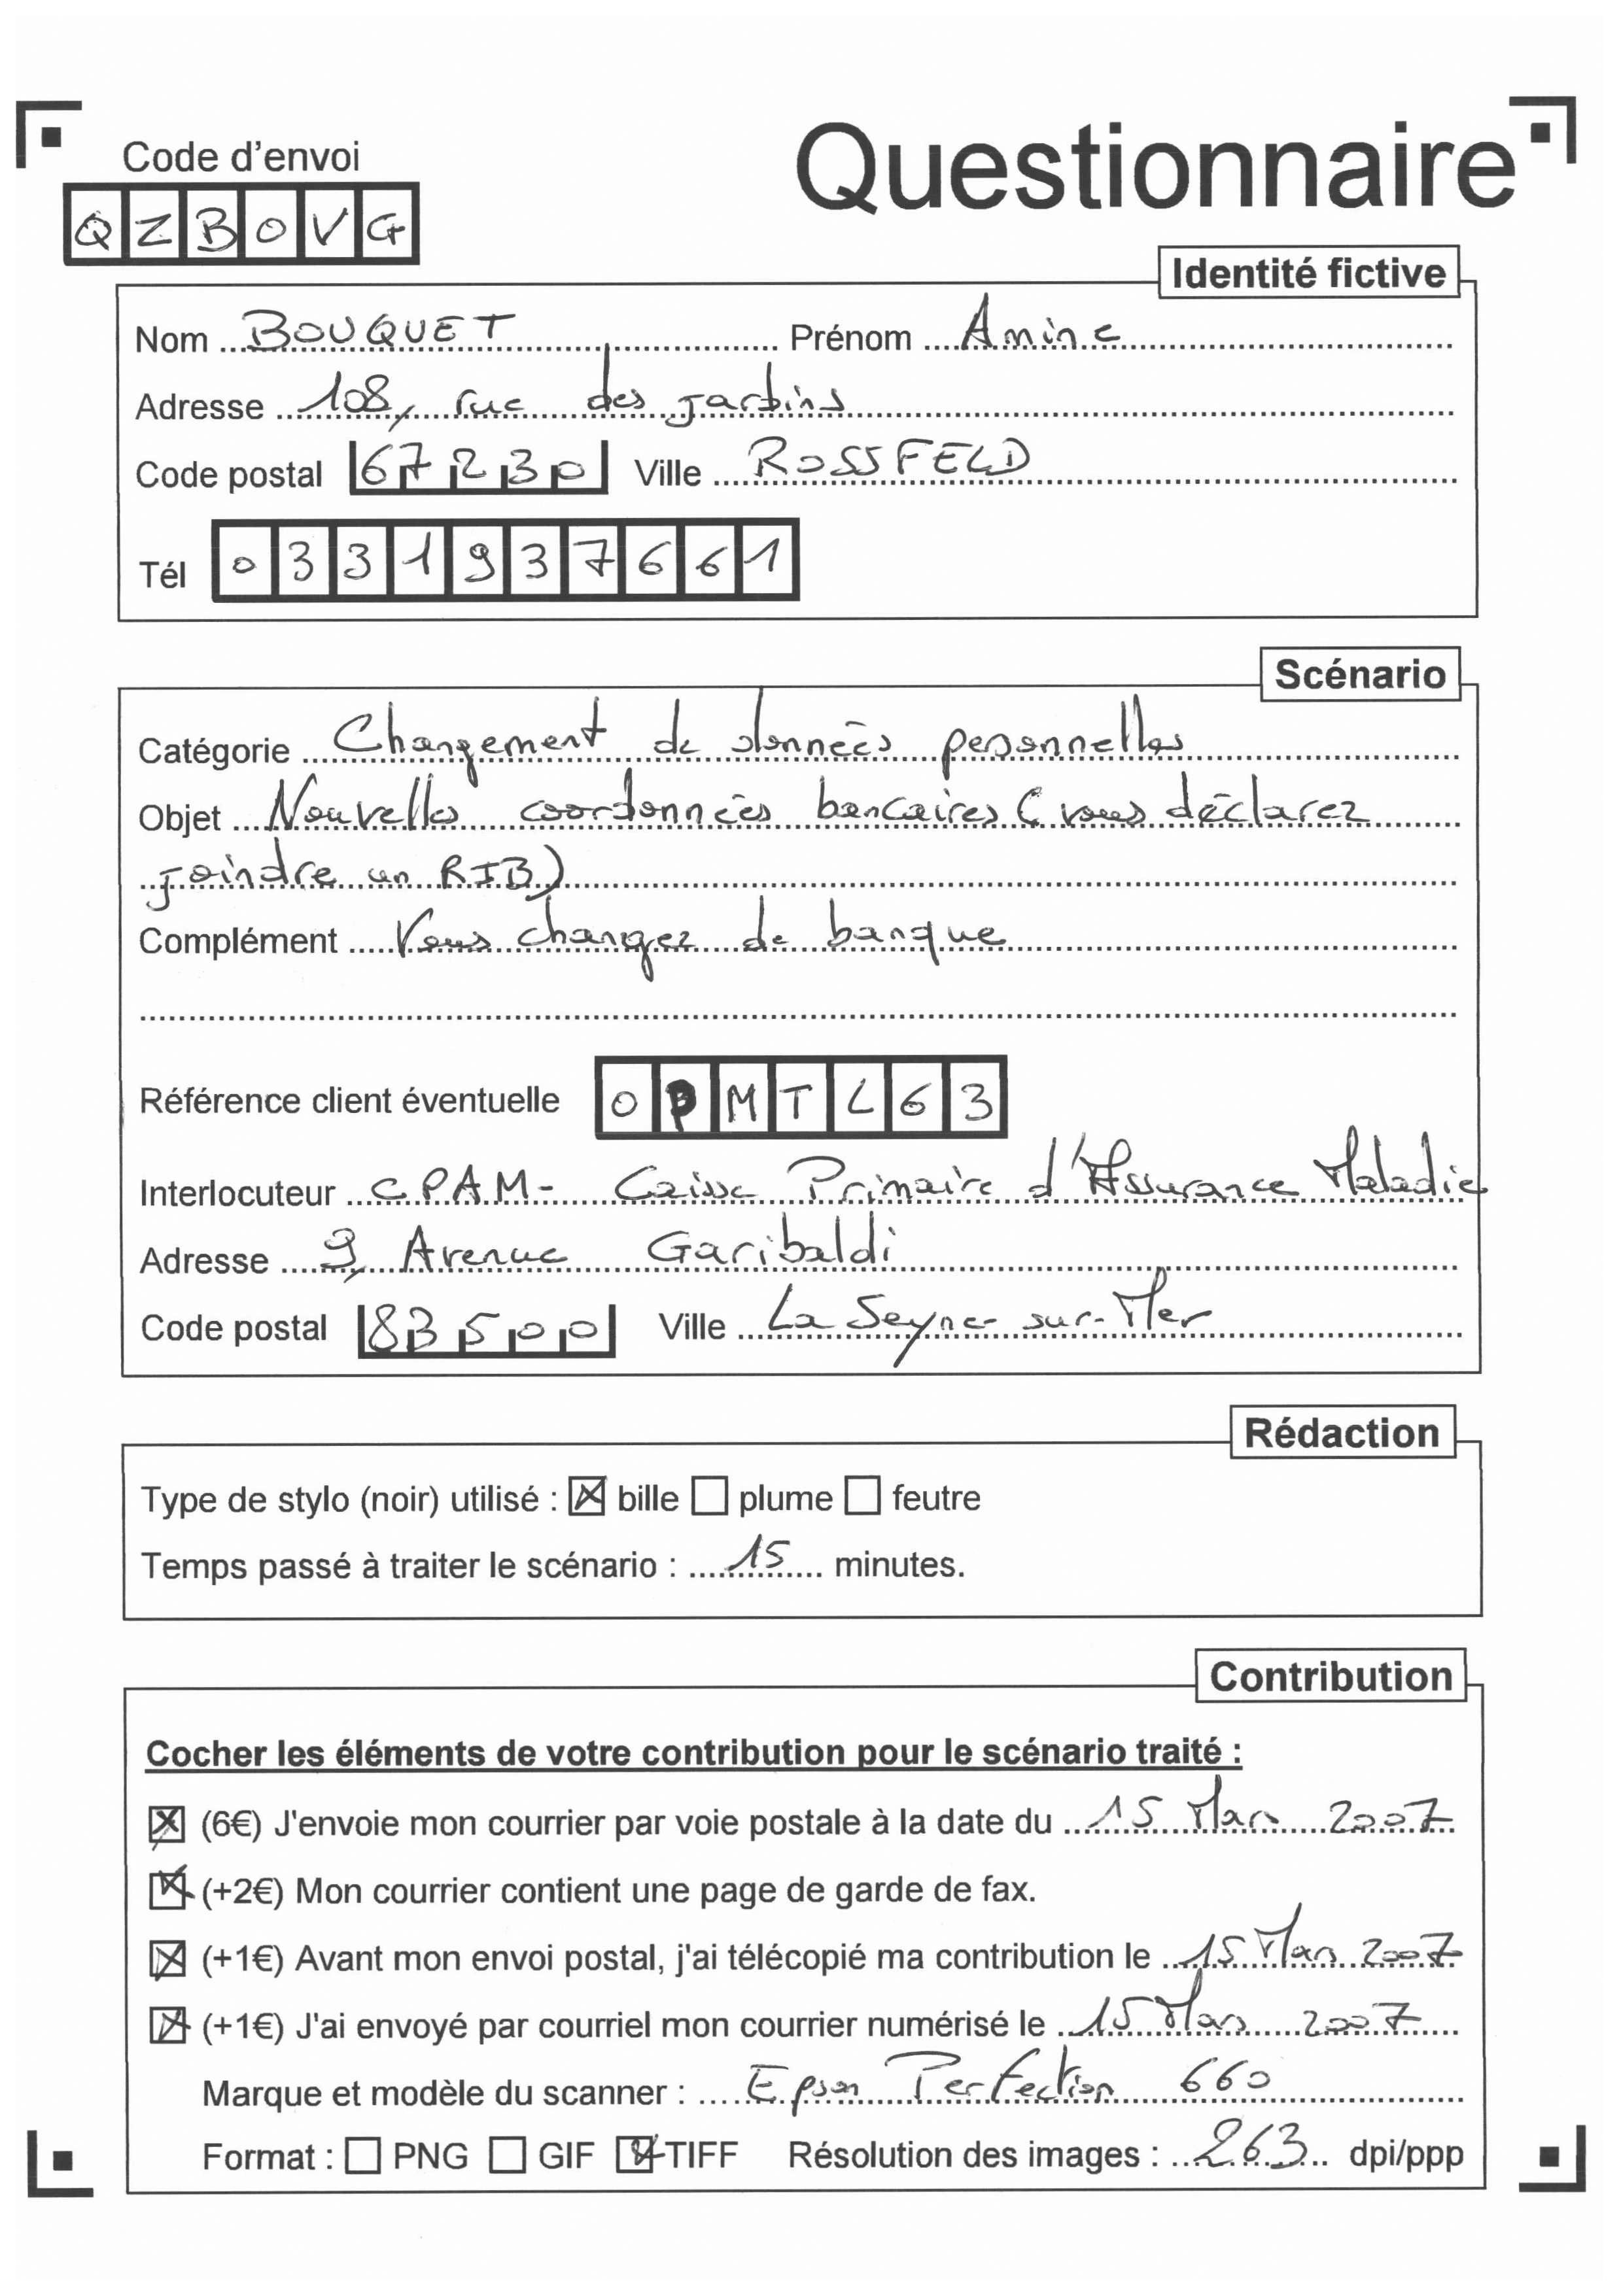 Questionnaire
Code d'envoi
QZBOVG
Identité fictive
Nom BOUQUET Prénom Amine
Adresse 108, rue des jardins
Code postal 67230 Ville ROSSFELD
Tél 0331937661
Scénario
Catégorie Changement de données pesonnelles
Objet Nouvelles coordonnées bancaires (vous déclarez
joindre un RIB)
Complément Vous changez de banque
Référence client éventuelle OPMTL63
Interlocuteur CPAM- Caisse Primaire d'Assurance Maladie
Adresse 9, Avenue Garibaldi
Code postal 83500 Ville La Seyne-sur-Mer
Rédaction
Type de stylo (noir) utilisé : bille plume feutre
Temps passé à traiter le scénario : 15 minutes.
Contribution
Cocher les éléments de votre contribution pour le scénario traité :
(6€) J'envoie mon courrier par voie postale à la date du 15 Mars 2007
(+2€) Mon courrier contient une page de garde de fax.
(+1€) Avant mon envoi postal, j'ai télécopié ma contribution le 15 Mars 2007
(+1€) J'ai envoyé par courriel mon courrier numérisé le 15 Mars 2007
Marque et modèle du scanner : Epson Perfection 660
Format : PNG GIF TIFF Résolution des images : 263 dpi/ppp